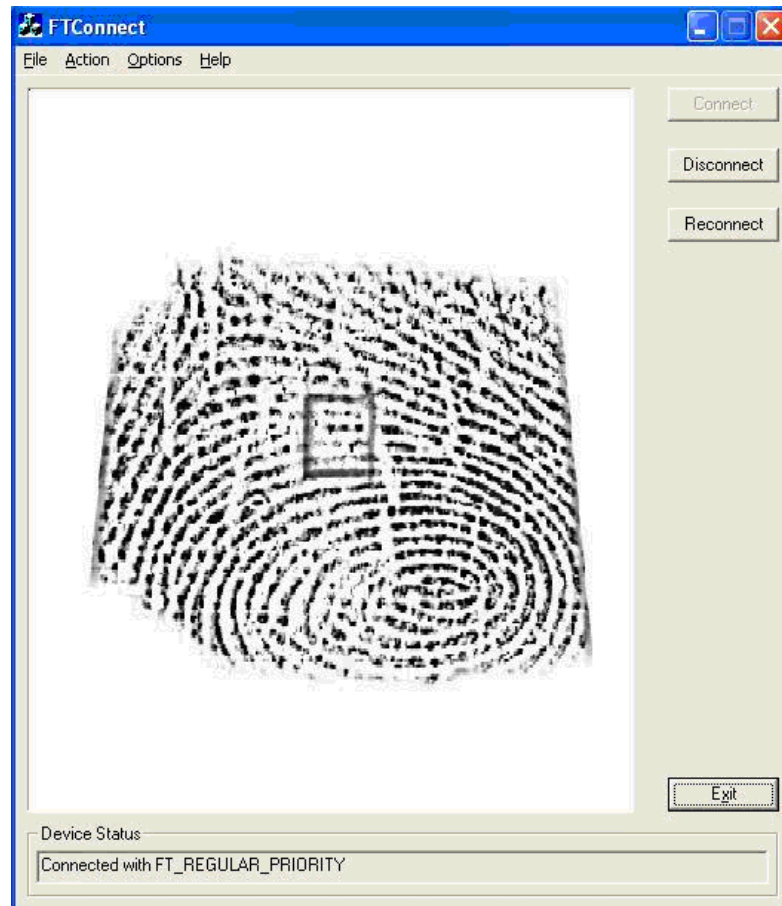 FTConnect
File Action Options Help
Connect
Disconnect
Reconnect
Exit
Device Status
Connected with FT_REGULAR_PRIORITY